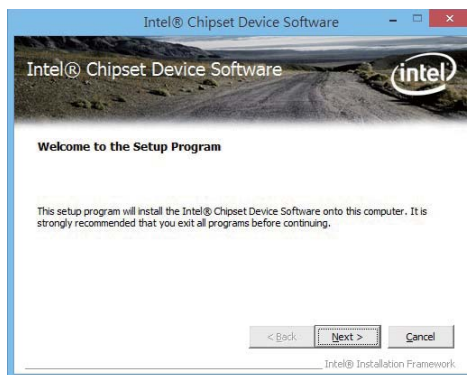 Intel® Chipset Device Software
Intel® Chipset Device Software
intel
Welcome to the Setup Program
This setup program will install the Intel® Chipset Device Software onto this computer. It is
strongly recommended that you exit all programs before continuing.
< Back
Next >
Cancel
Intel® Installation Framework